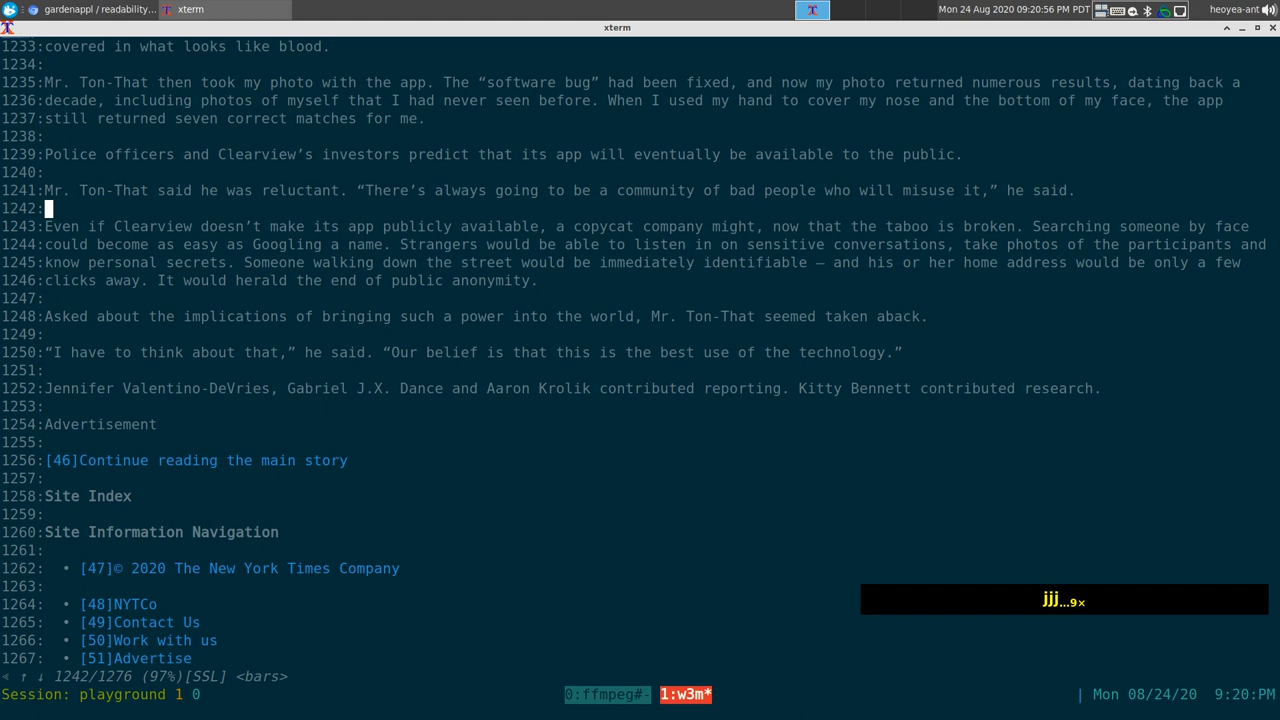 gardenappl / readability...
xterm
Mon 24 Aug 2020 09:20:56 PM PDT
heoyea-ant
xterm
1233:covered in what looks like blood.
1234:
1235:Mr. Ton-That then took my photo with the app. The “software bug” had been fixed, and now my photo returned numerous results, dating back a
1236:decade, including photos of myself that I had never seen before. When I used my hand to cover my nose and the bottom of my face, the app
1237:still returned seven correct matches for me.
1238:
1239:Police officers and Clearview’s investors predict that its app will eventually be available to the public.
1240:
1241:Mr. Ton-That said he was reluctant. “There’s always going to be a community of bad people who will misuse it,” he said.
1242:
1243:Even if Clearview doesn’t make its app publicly available, a copycat company might, now that the taboo is broken. Searching someone by face
1244:could become as easy as Googling a name. Strangers would be able to listen in on sensitive conversations, take photos of the participants and
1245:know personal secrets. Someone walking down the street would be immediately identifiable — and his or her home address would be only a few
1246:clicks away. It would herald the end of public anonymity.
1247:
1248:Asked about the implications of bringing such a power into the world, Mr. Ton-That seemed taken aback.
1249:
1250:“I have to think about that,” he said. “Our belief is that this is the best use of the technology.”
1251:
1252:Jennifer Valentino-DeVries, Gabriel J.X. Dance and Aaron Krolik contributed reporting. Kitty Bennett contributed research.
1253:
1254:Advertisement
1255:
1256:[46]Continue reading the main story
1257:
1258:Site Index
1259:
1260:Site Information Navigation
1261:
1262:  • [47]© 2020 The New York Times Company
1263:
1264:  • [48]NYTCo
1265:  • [49]Contact Us
1266:  • [50]Work with us
1267:  • [51]Advertise
jjj...9×
↑ ↓ 1242/1276 (97%)[SSL] <bars>
Session: playground 1 0
0:ffmpeg#- 1:w3m*
| Mon 08/24/20  9:20:PM